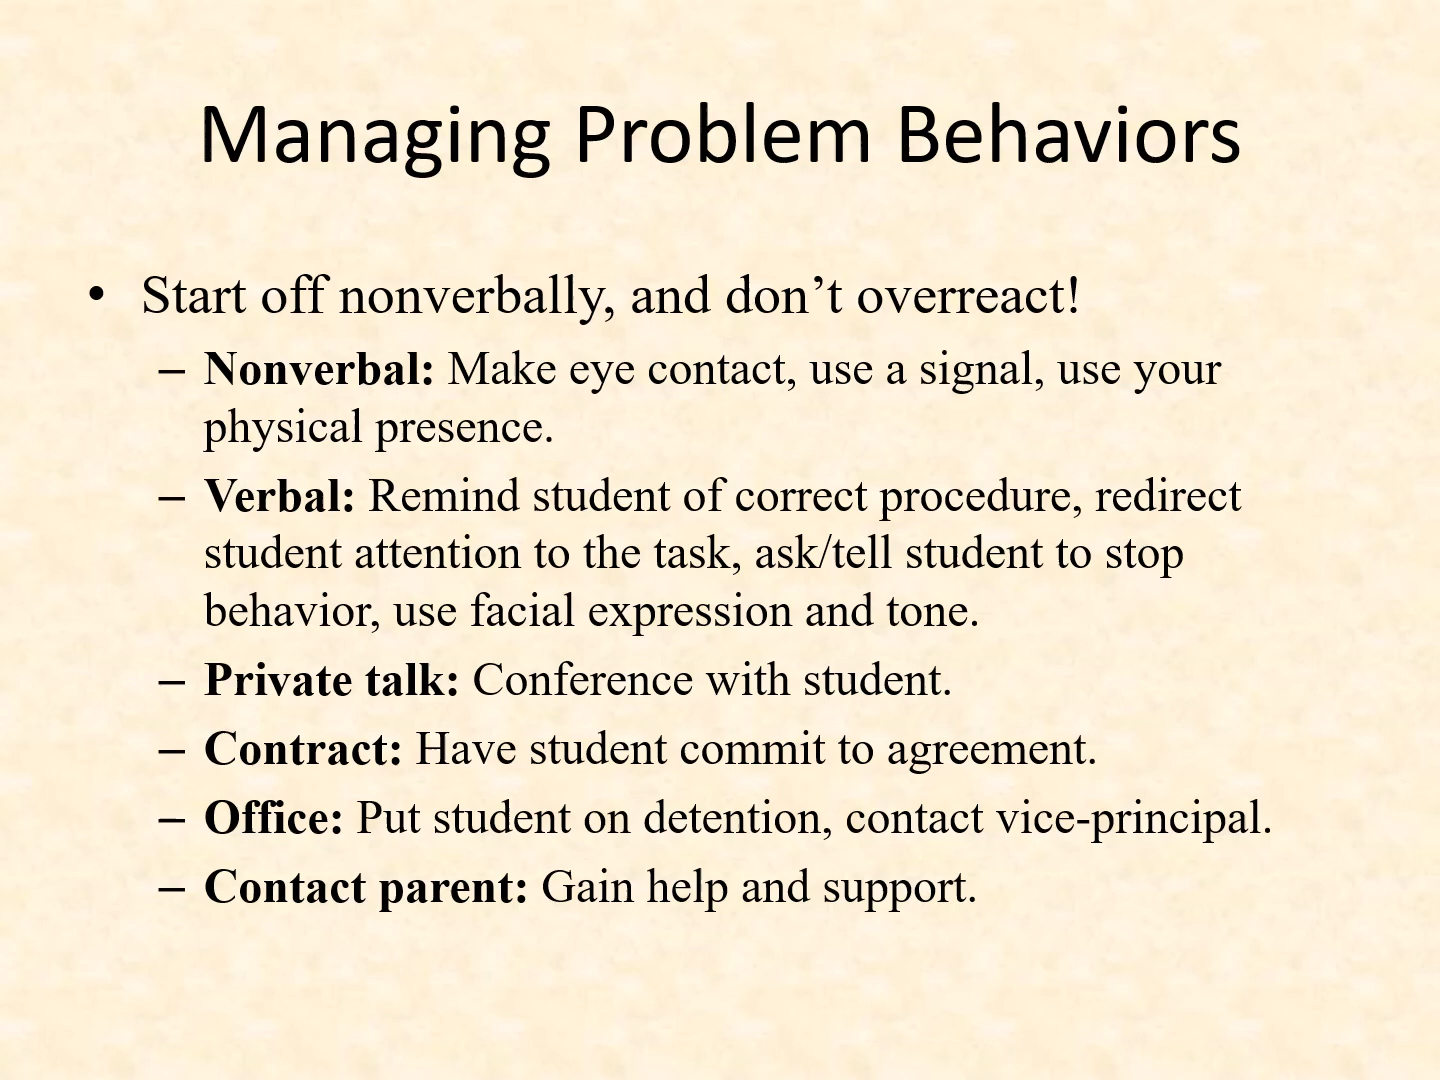 Managing Problem Behaviors
• Start off nonverbally, and don’t overreact!
– Nonverbal: Make eye contact, use a signal, use your
physical presence.
– Verbal: Remind student of correct procedure, redirect
student attention to the task, ask/tell student to stop
behavior, use facial expression and tone.
– Private talk: Conference with student.
– Contract: Have student commit to agreement.
– Office: Put student on detention, contact vice-principal.
– Contact parent: Gain help and support.